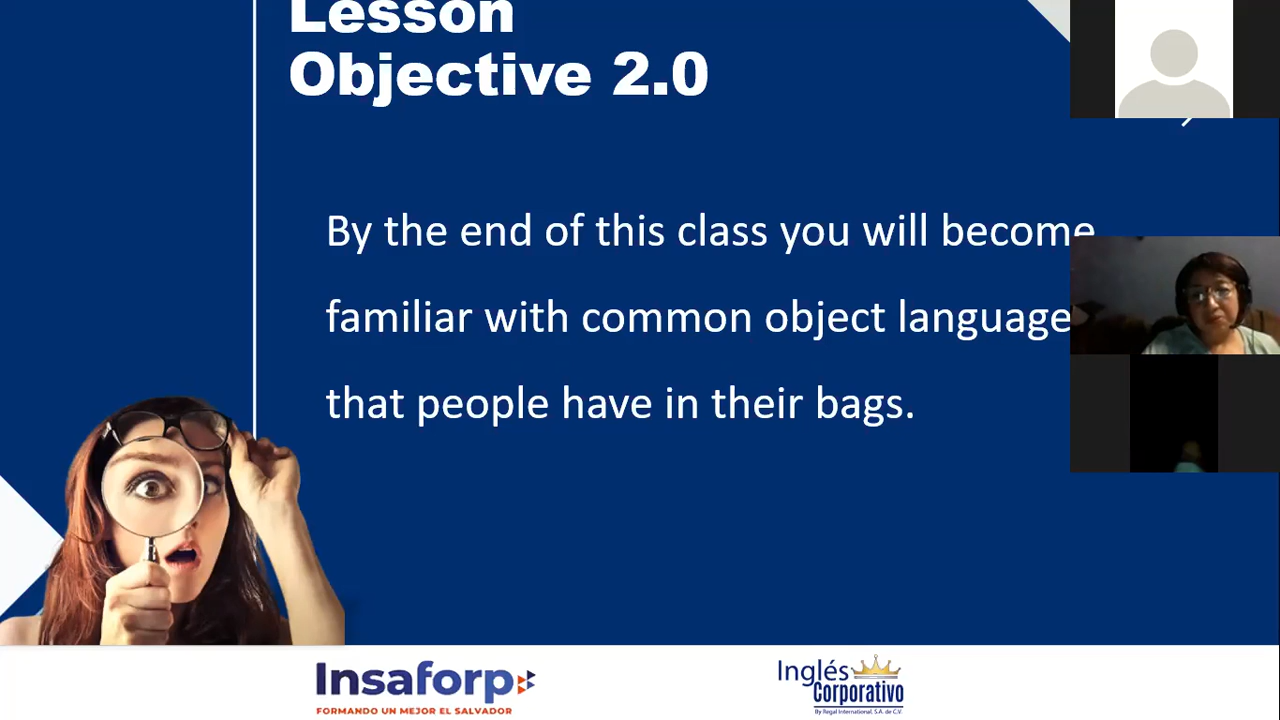 Lesson
Objective 2.0
By the end of this class you will become
familiar with common object language
that people have in their bags.
Insaforp
FORMANDO UN MEJOR EL SALVADOR
Inglés
Corporativo
By Regal International, S.A. de C.V.